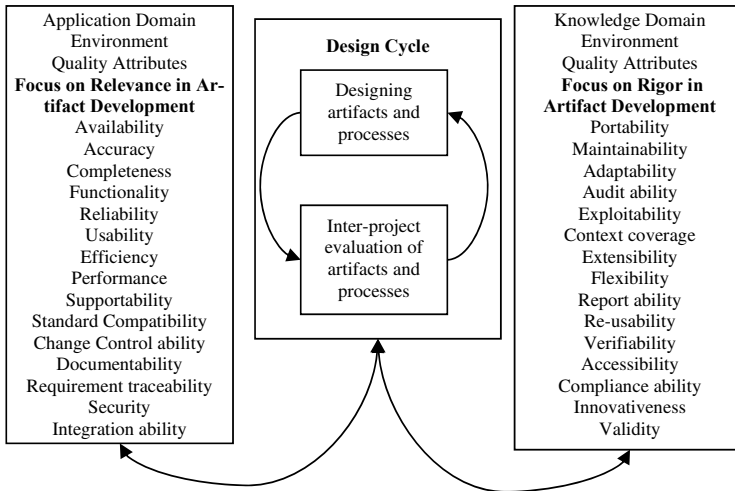 Application Domain
Environment
Quality Attributes
Focus on Relevance in Ar-
tifact Development
Availability
Accuracy
Completeness
Functionality
Reliability
Usability
Efficiency
Performance
Supportability
Standard Compatibility
Change Control ability
Documentability
Requirement traceability
Security
Integration ability
Design Cycle
Designing
artifacts and
processes
Inter-project
evaluation of
artifacts and
processes
Knowledge Domain
Environment
Quality Attributes
Focus on Rigor in
Artifact Development
Portability
Maintainability
Adaptability
Audit ability
Exploitability
Context coverage
Extensibility
Flexibility
Report ability
Re-usability
Verifiability
Accessibility
Compliance ability
Innovativeness
Validity